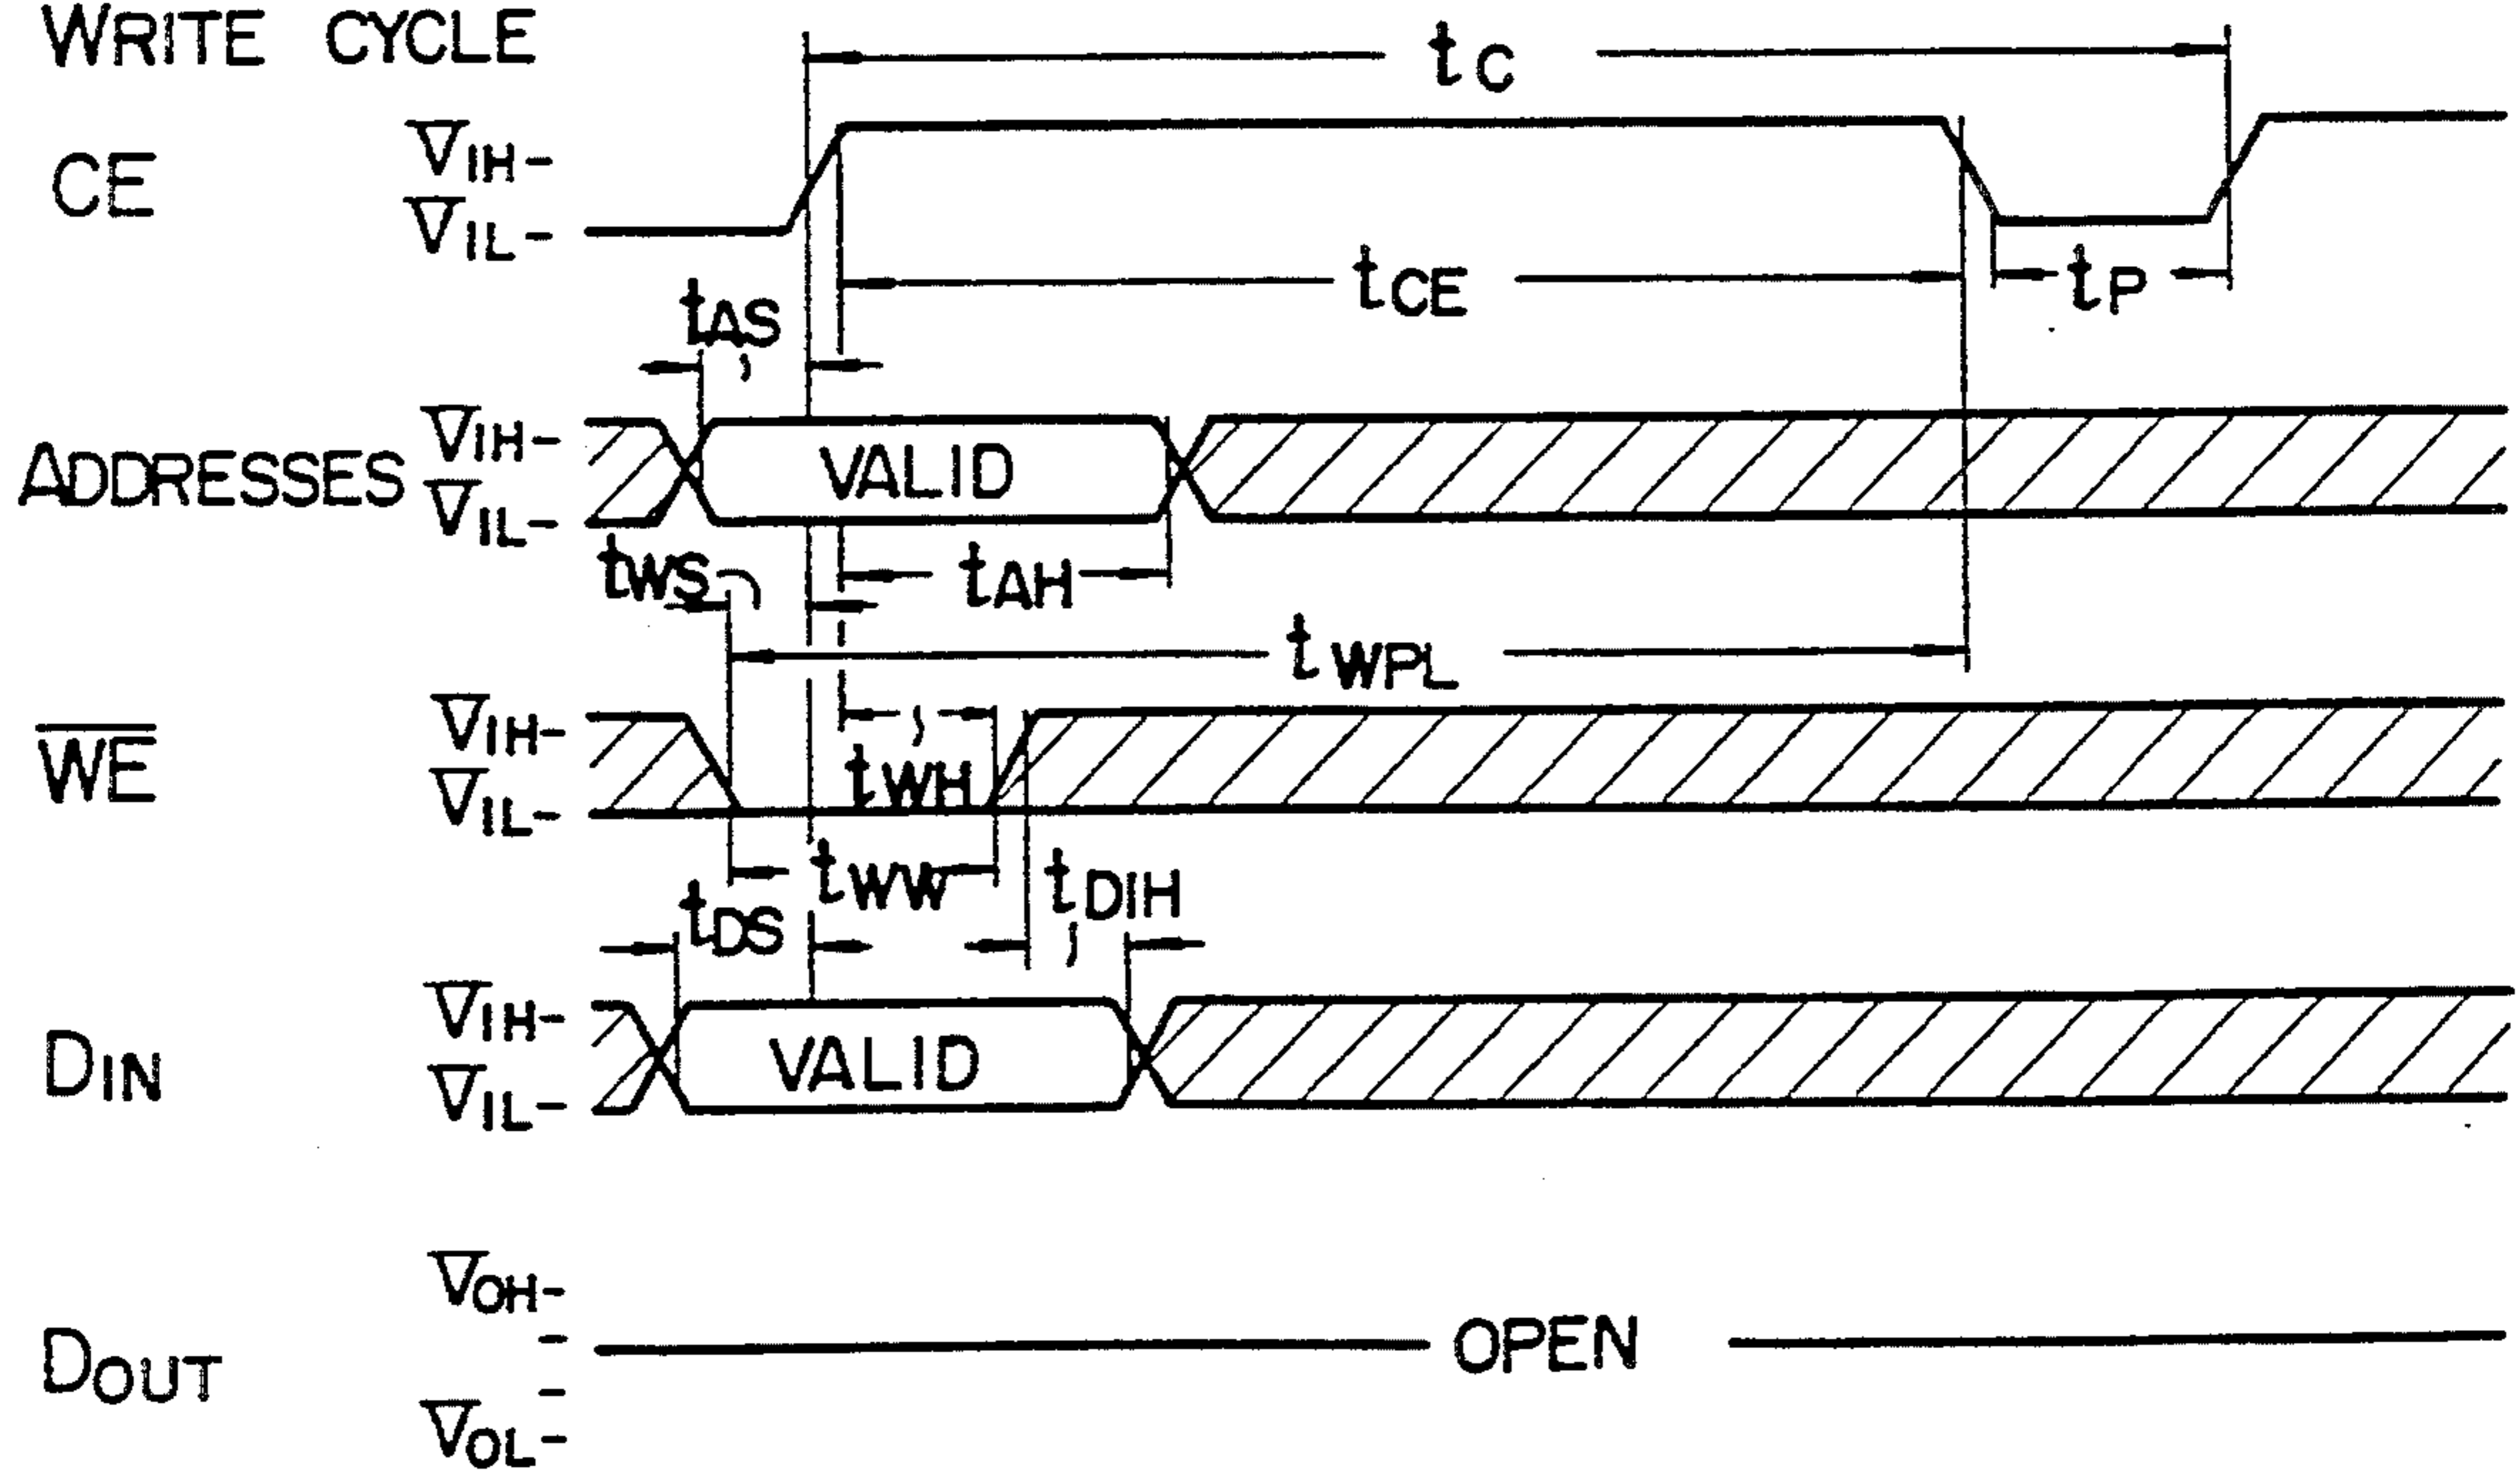 WRITE CYCLE
tC
CE
VIH-
VIL-
tCE
tP
tAS
ADDRESSES
VIH-
VIL-
VALID
tWS
tAH
tWPL
WE
VIH-
VIL-
tWH
tWW
tDS
tDIH
DIN
VIH-
VIL-
VALID
DOUT
VOH-
VOL-
OPEN